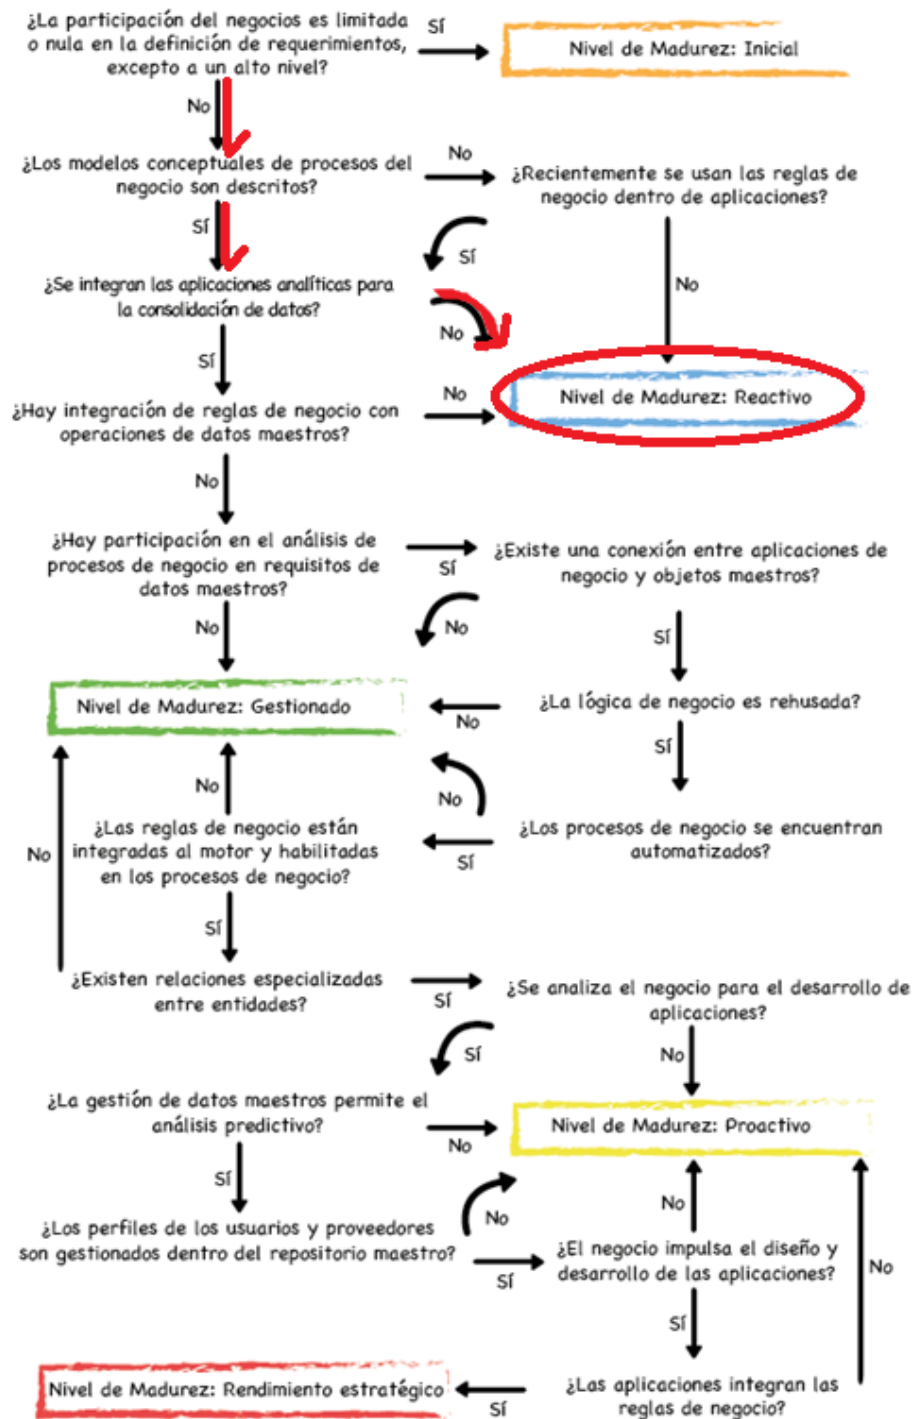 ¿La participación del negocios es limitada
o nula en la definición de requerimientos,
excepto a un alto nivel?
Sí
Nivel de Madurez: Inicial
No
¿Los modelos conceptuales de procesos del
negocio son descritos?
No
¿Recientemente se usan las reglas de
negocio dentro de aplicaciones?
Sí
Sí
No
¿Se integran las aplicaciones analíticas para
la consolidación de datos?
No
Sí
Nivel de Madurez: Reactivo
¿Hay integración de reglas de negocio con
operaciones de datos maestros?
No
No
¿Hay participación en el análisis de
procesos de negocio en requisitos de
datos maestros?
Sí
¿Existe una conexión entre aplicaciones de
negocio y objetos maestros?
No
No
Sí
Nivel de Madurez: Gestionado
No
¿La lógica de negocio es rehusada?
Sí
No
No
¿Las reglas de negocio están
integradas al motor y habilitadas
en los procesos de negocio?
Sí
¿Los procesos de negocio se encuentran
automatizados?
No
Sí
¿Existen relaciones especializadas
entre entidades?
Sí
¿Se analiza el negocio para el desarrollo de
aplicaciones?
Sí
No
¿La gestión de datos maestros permite el
análisis predictivo?
No
Nivel de Madurez: Proactivo
Sí
No
No
¿Los perfiles de los usuarios y proveedores
son gestionados dentro del repositorio maestro?
Sí
¿El negocio impulsa el diseño y
desarrollo de las aplicaciones?
No
Sí
Nivel de Madurez: Rendimiento estratégico
Sí
¿Las aplicaciones integran las
reglas de negocio?